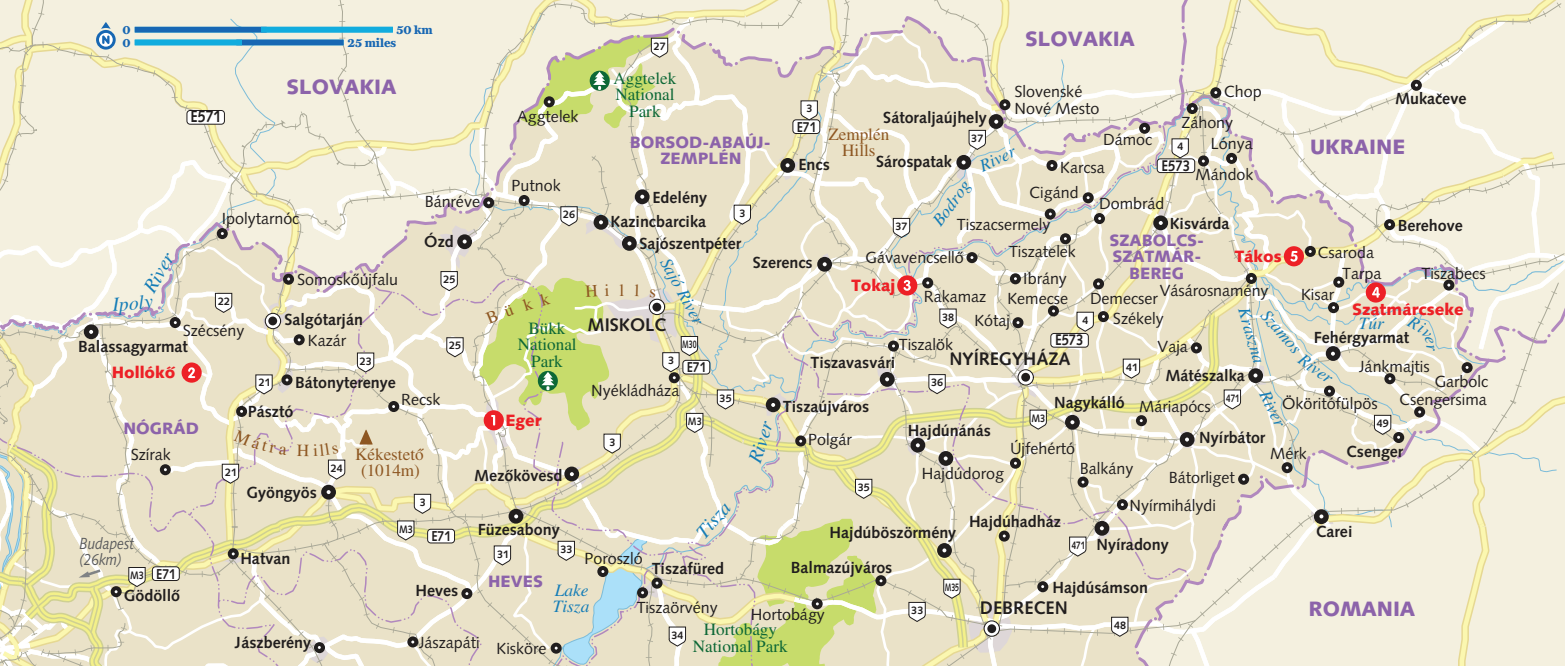 0
50 km
N
0
25 miles
27
SLOVAKIA
SLOVAKIA
Aggtelek
National
Park
Aggtelek
E571
3
E71
Slovenské
Nové Mesto
Chop
Mukačeve
Záhony
BORSOD-ABAÚJ-
ZEMPLÉN
Zemplén
Hills
Sátoraljaújhely
37
Dámoc
4
Lónya
UKRAINE
Encs
Sárospatak
River
Karcsa
E573
Mándok
Putnok
Bánréve
Edelény
Cigánd
Bodrog
Dombrád
26
Kazincbarcika
3
Ipolytarnóc
37
Tiszacsermely
Kisvárda
Berehove
Ózd
Sajószentpéter
Tiszatelek
SZABOLCS-
SZATMÁR-
BEREG
Szerencs
Gávavencsellő
Tákos
5
Csaroda
Ipoly River
Somoskőújfalu
25
Sajó River
Tokaj
3
Rakamaz
Ibrány
Demecser
Vásárosnamény
Tarpa
Tiszabecs
22
Bükk Hills
Kemecse
Kisar
4
Szatmárcseke
Szécsény
Salgótarján
MISKOLC
38
Kótaj
4
Székely
Túr
River
Balassagyarmat
Kazár
25
Bükk
National
Park
M30
Tiszalök
E573
Kraszna
River
Szamos River
Fehérgyarmat
Hollókő
2
23
3
E71
Tiszavasvári
NYÍREGYHÁZA
Vaja
21
Bátonyterenye
Nyékládháza
36
41
Mátészalka
Jánkmajtis
Garbolc
Pásztó
Recsk
35
Tiszaújváros
471
Ököritófülpös
Csengersima
NÓGRÁD
1
Eger
M3
Nagykálló
Máriapócs
49
Mátra Hills
Kékestető
(1014m)
3
River
Polgár
Hajdúnánás
M3
Újfehértó
Nyírbátor
Csenger
Szírak
21
24
Mezőkövesd
Hajdúdorog
Balkány
Mérk
Bátorliget
Gyöngyös
3
35
Nyírmihálydi
M3
E71
Füzesabony
Tisza
Hajdúböszörmény
Hajdúhadház
Carei
Budapest
(26km)
Hatvan
31
33
Poroszló
471
Nyíradony
M3
E71
HEVES
Lake
Tisza
Tiszafüred
Balmazújváros
Gödöllő
Heves
Tiszaörvény
Hortobágy
M35
Hajdúsámson
33
DEBRECEN
ROMANIA
Jászberény
Jászapáti
Kisköre
34
Hortobágy
National Park
48